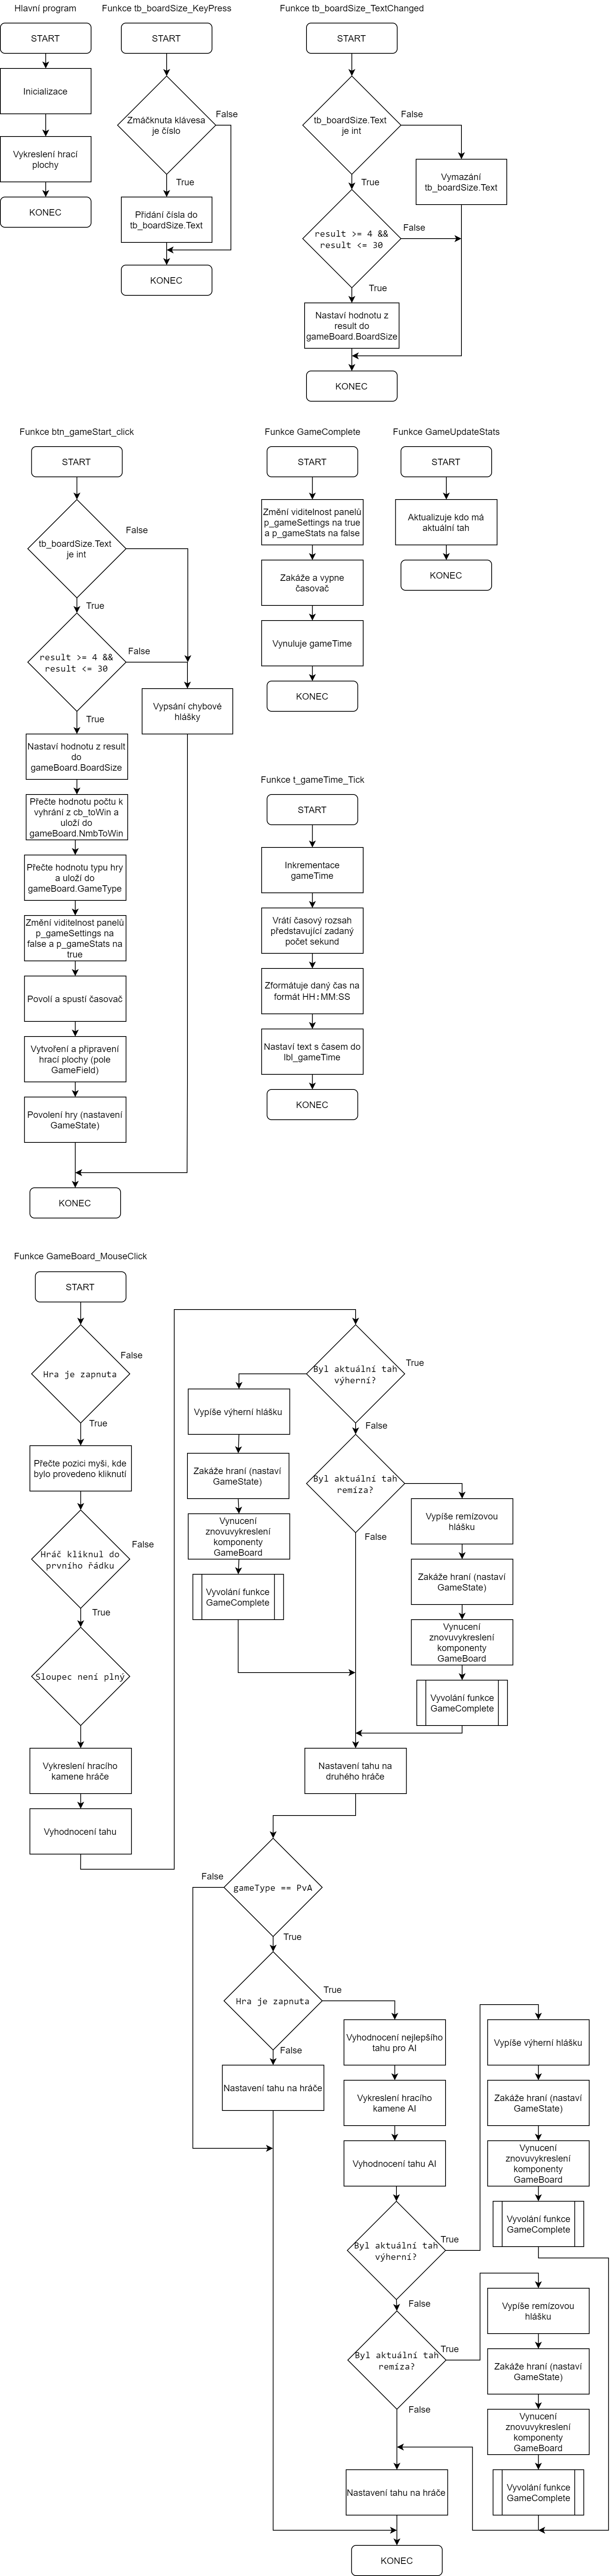 Hlavní program
START
Inicializace
Vykreslení hrací
plochy
KONEC
Funkce tb_boardSize_KeyPress
START
Zmáčknuta klávesa
je číslo
False
True
Přidání čísla do
tb_boardSize.Text
KONEC
Funkce tb_boardSize_TextChanged
START
tb_boardSize.Text
je int
False
True
Vymazání
tb_boardSize.Text
result >= 4 &&
result <= 30
False
True
Nastaví hodnotu z
result do
gameBoard.BoardSize
KONEC
Funkce btn_gameStart_click
START
tb_boardSize.Text
je int
False
True
result >= 4 &&
result <= 30
False
True
Vypsání chybové
hlášky
Nastaví hodnotu z result
do
gameBoard.BoardSize
Přečte hodnotu počtu k
vyhrání z cb_toWin a
uloží do
gameBoard.NmbToWin
Přečte hodnotu typu hry
a uloží do
gameBoard.GameType
Změní viditelnost panelů
p_gameSettings na
false a p_gameStats na
true
Povolí a spustí časovač
Vytvoření a připravení
hrací plochy (pole
GameField)
Povolení hry (nastavení
GameState)
KONEC
Funkce GameComplete
START
Změní viditelnost panelů
p_gameSettings na true
a p_gameStats na false
Zakáže a vypne
časovač
Vynuluje gameTime
KONEC
Funkce GameUpdateStats
START
Aktualizuje kdo má
aktuální tah
KONEC
Funkce t_gameTime_Tick
START
Inkrementace
gameTime
Vrátí časový rozsah
představující zadaný
počet sekund
Zformátuje daný čas na
formát HH:MM:SS
Nastaví text s časem do
lbl_gameTime
KONEC
Funkce GameBoard_MouseClick
START
Hra je zapnuta
False
True
Přečte pozici myši, kde
bylo provedeno kliknutí
Hráč kliknul do
prvního řádku
False
True
Sloupec není plný
Vykreslení hracího
kamene hráče
Vyhodnocení tahu
Byl aktuální tah
výherní?
True
False
Vypíše výherní hlášku
Zakáže hraní (nastaví
GameState)
Vynucení
znovuvykreslení
komponenty
GameBoard
Vyvolání funkce
GameComplete
Byl aktuální tah
remíza?
False
Vypíše remízovou
hlášku
Zakáže hraní (nastaví
GameState)
Vynucení
znovuvykreslení
komponenty
GameBoard
Vyvolání funkce
GameComplete
Nastavení tahu na
druhého hráče
gameType == PvA
False
True
Hra je zapnuta
True
False
Nastavení tahu na hráče
Vyhodnocení nejlepšího
tahu pro AI
Vykreslení hracího
kamene AI
Vyhodnocení tahu AI
Byl aktuální tah
výherní?
True
False
Vypíše výherní hlášku
Zakáže hraní (nastaví
GameState)
Vynucení
znovuvykreslení
komponenty
GameBoard
Vyvolání funkce
GameComplete
Byl aktuální tah
remíza?
True
False
Vypíše remízovou
hlášku
Zakáže hraní (nastaví
GameState)
Vynucení
znovuvykreslení
komponenty
GameBoard
Vyvolání funkce
GameComplete
Nastavení tahu na hráče
KONEC